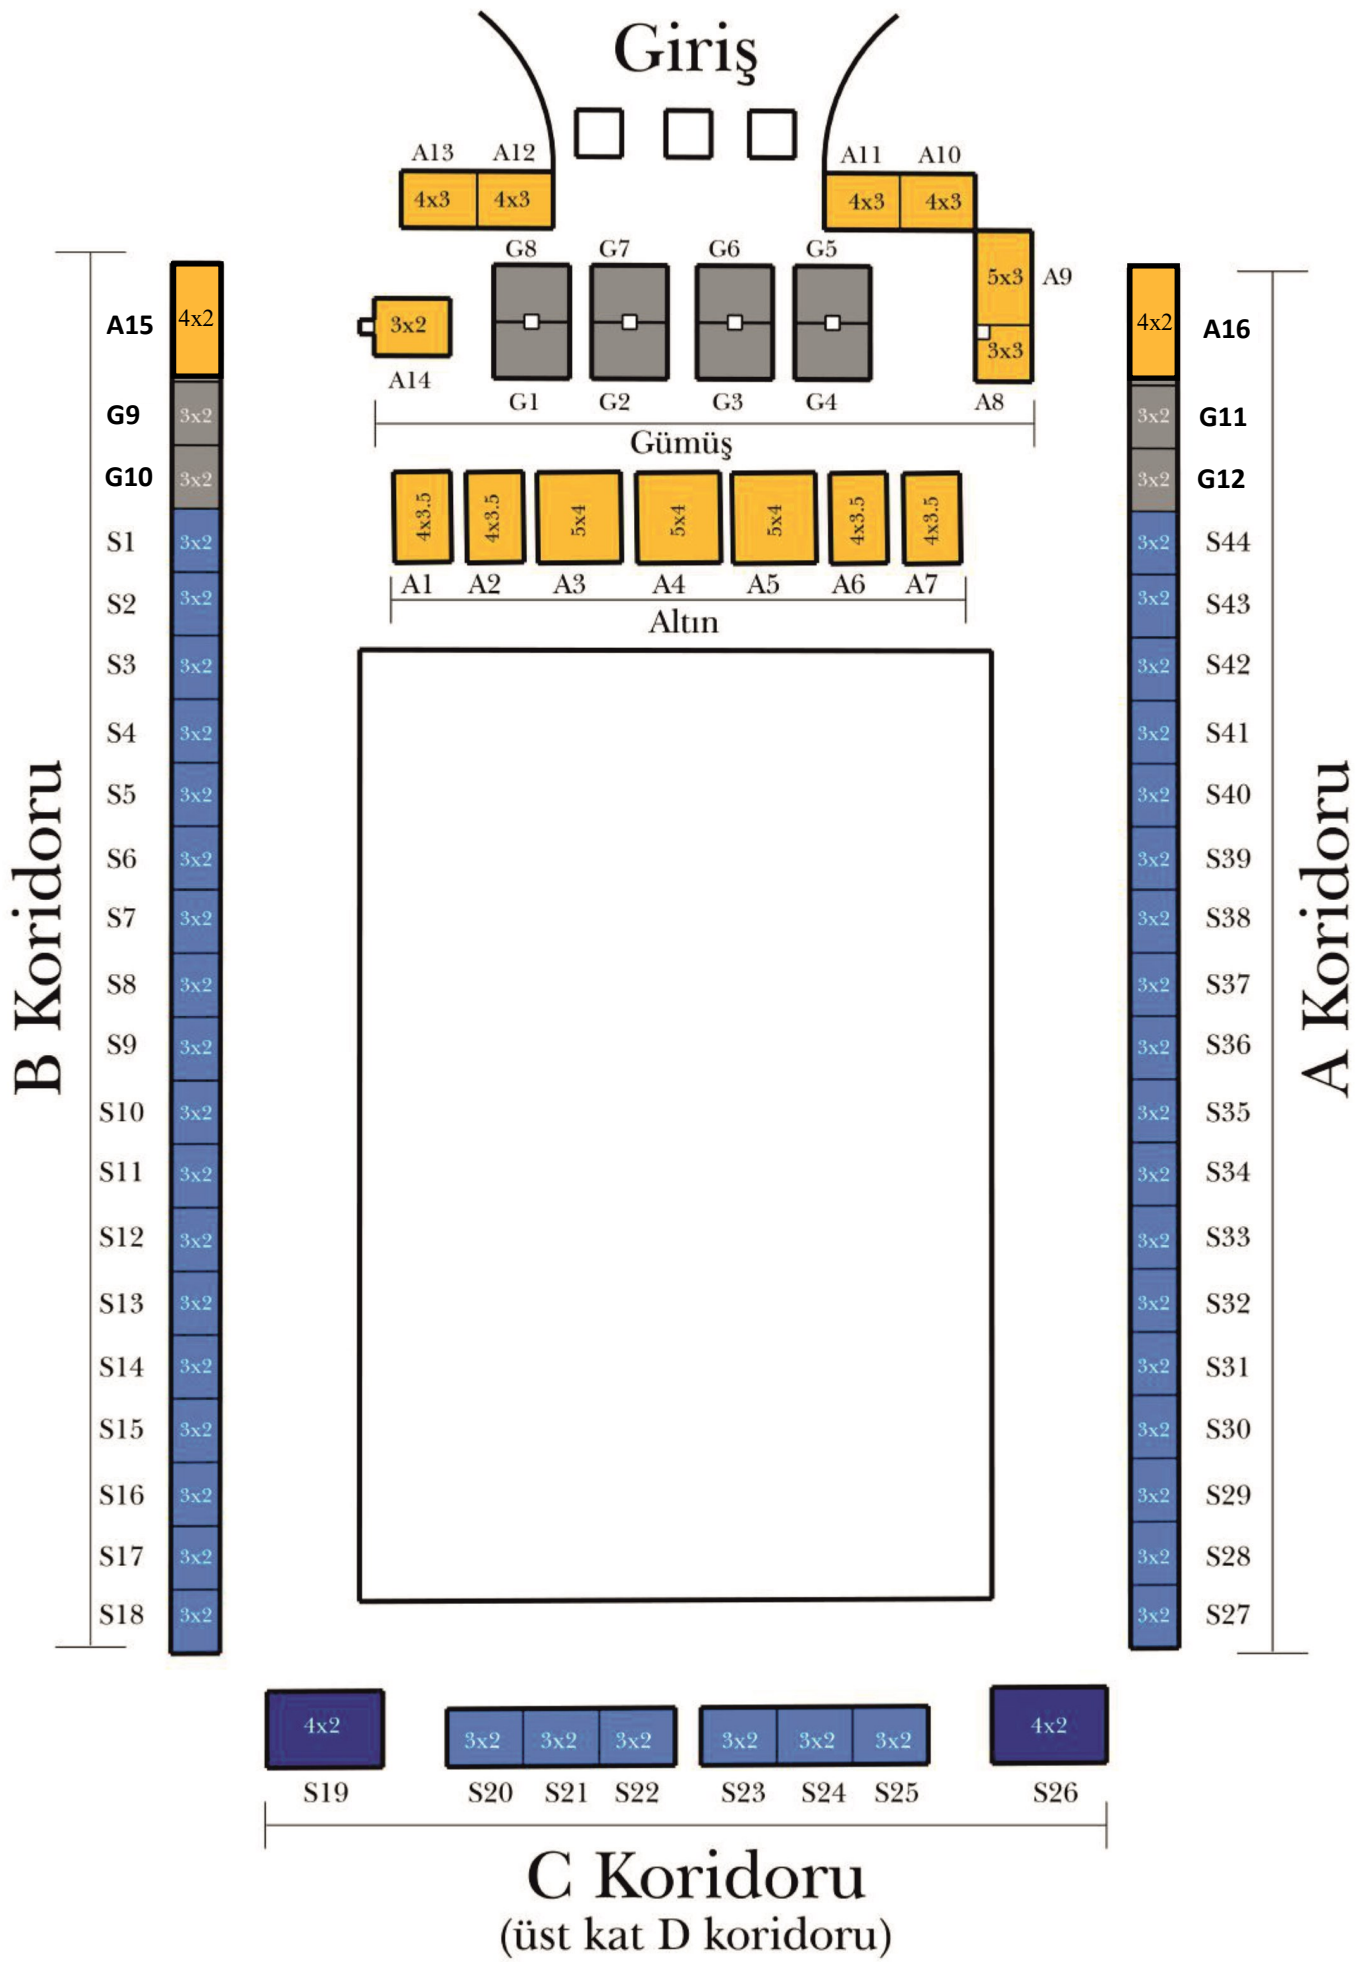 Giriş
A13 A12
4x3 4x3
A11 A10
4x3 4x3
G8 G7 G6 G5
5x3 A9
3x3
A8
3x2
A14
G1 G2 G3 G4
Gümüş
4x3.5 4x3.5 5x4 5x4 5x4 4x3.5 4x3.5
A1 A2 A3 A4 A5 A6 A7
Altın
B Koridoru
A15 4x2
G9 3x2
G10 3x2
S1 3x2
S2 3x2
S3 3x2
S4 3x2
S5 3x2
S6 3x2
S7 3x2
S8 3x2
S9 3x2
S10 3x2
S11 3x2
S12 3x2
S13 3x2
S14 3x2
S15 3x2
S16 3x2
S17 3x2
S18 3x2
4x2 A16
3x2 G11
3x2 G12
3x2 S44
3x2 S43
3x2 S42
3x2 S41
3x2 S40
3x2 S39
3x2 S38
3x2 S37
3x2 S36
3x2 S35
3x2 S34
3x2 S33
3x2 S32
3x2 S31
3x2 S30
3x2 S29
3x2 S28
3x2 S27
A Koridoru
4x2 3x2 3x2 3x2 3x2 3x2 3x2 4x2
S19 S20 S21 S22 S23 S24 S25 S26
C Koridoru
(üst kat D koridoru)